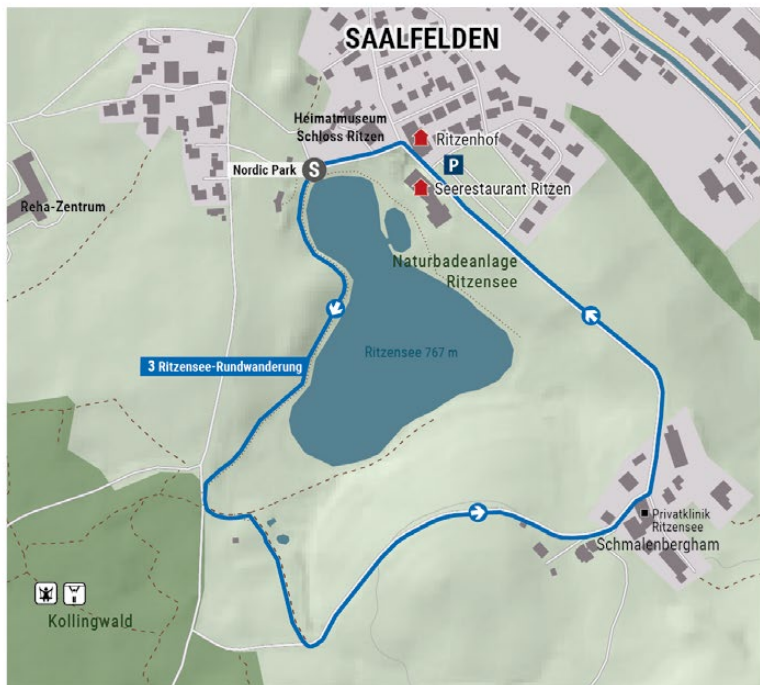 SAALFELDEN
Heimatmuseum
Schloss Ritzen
Ritzenhof
P
Nordic Park
S
Seerestaurant Ritzen
Reha-Zentrum
Naturbadeanlage
Ritzensee
Ritzensee 767 m
3 Ritzensee-Rundwanderung
Privatklinik
Ritzensee
Schmalenbergham
Kollingwald